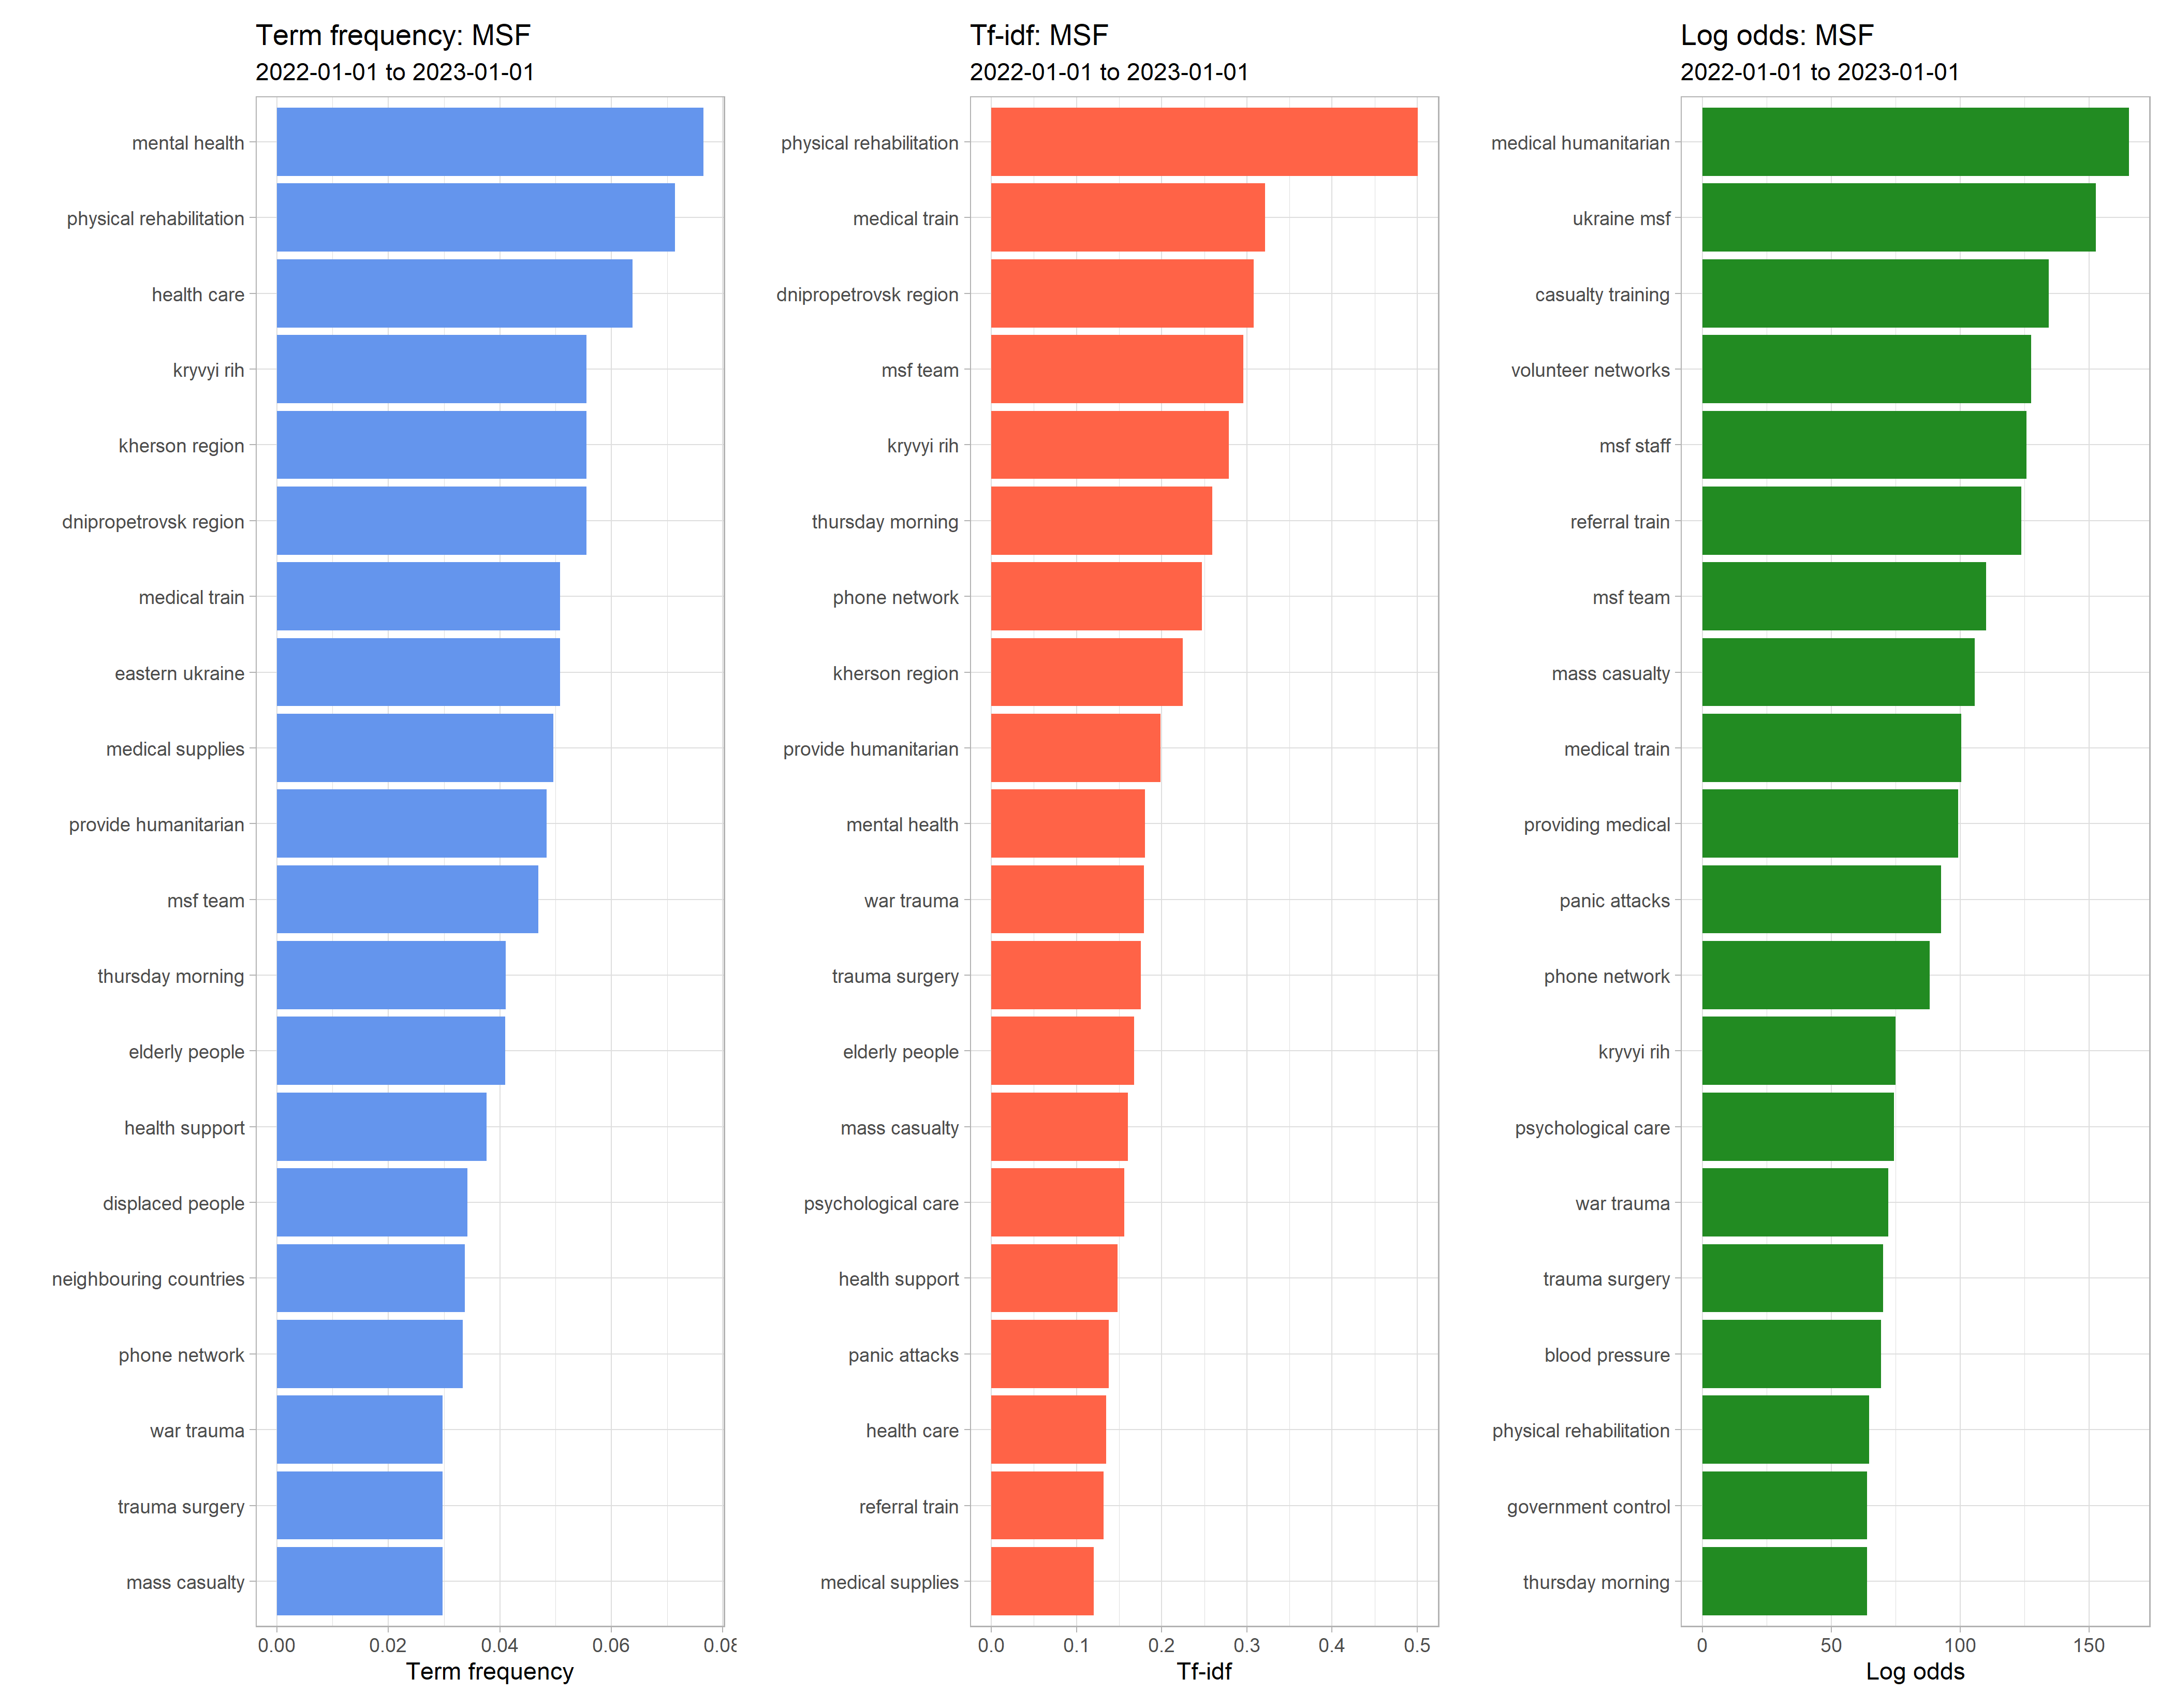 Term frequency: MSF
2022-01-01 to 2023-01-01
mental health
physical rehabilitation
health care
kryvyi rih
kherson region
dnipropetrovsk region
medical train
eastern ukraine
medical supplies
provide humanitarian
msf team
thursday morning
elderly people
health support
displaced people
neighbouring countries
phone network
war trauma
trauma surgery
mass casualty
0.00 0.02 0.04 0.06 0.08
Term frequency
Tf-idf: MSF
2022-01-01 to 2023-01-01
physical rehabilitation
medical train
dnipropetrovsk region
msf team
kryvyi rih
thursday morning
phone network
kherson region
provide humanitarian
mental health
war trauma
trauma surgery
elderly people
mass casualty
psychological care
health support
panic attacks
health care
referral train
medical supplies
0.0 0.1 0.2 0.3 0.4 0.5
Tf-idf
Log odds: MSF
2022-01-01 to 2023-01-01
medical humanitarian
ukraine msf
casualty training
volunteer networks
msf staff
referral train
msf team
mass casualty
medical train
providing medical
panic attacks
phone network
kryvyi rih
psychological care
war trauma
trauma surgery
blood pressure
physical rehabilitation
government control
thursday morning
0 50 100 150
Log odds